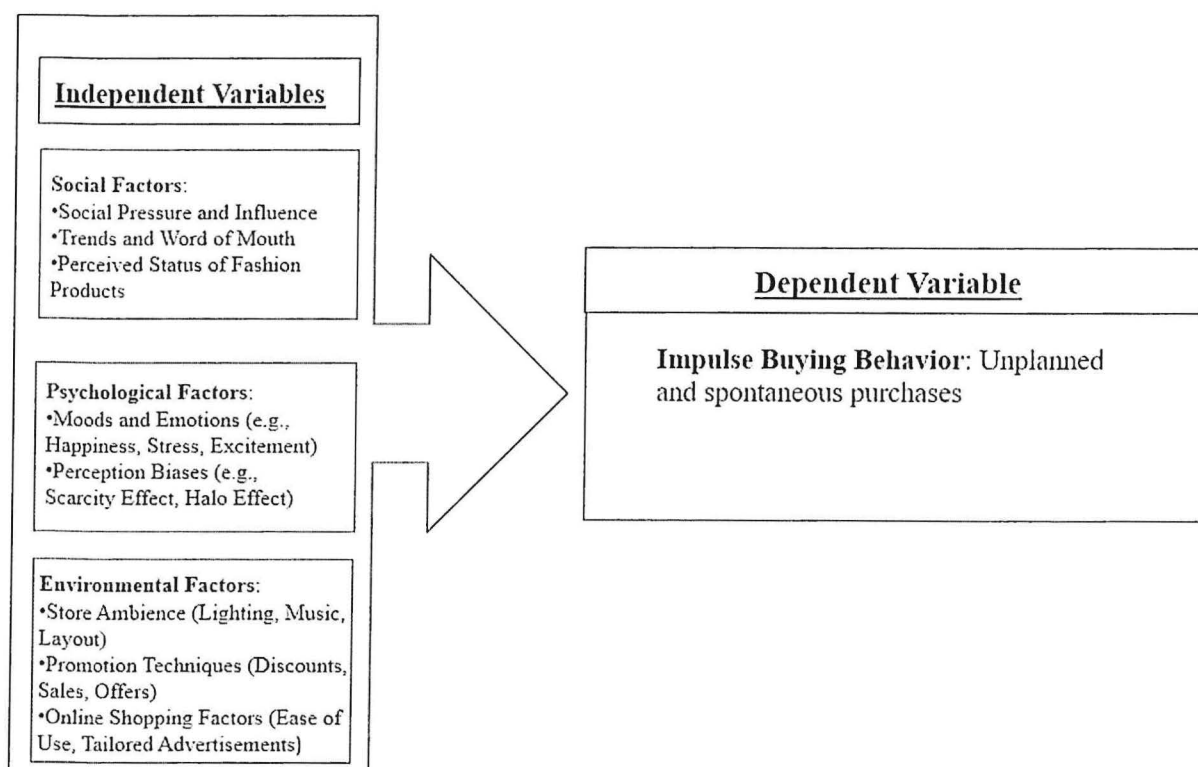 Independent Variables
Social Factors:
•Social Pressure and Influence
•Trends and Word of Mouth
•Perceived Status of Fashion
Products
Psychological Factors:
•Moods and Emotions (e.g.,
Happiness, Stress, Excitement)
•Perception Biases (e.g.,
Scarcity Effect, Halo Effect)
Environmental Factors:
•Store Ambience (Lighting, Music,
Layout)
•Promotion Techniques (Discounts,
Sales, Offers)
•Online Shopping Factors (Ease of
Use, Tailored Advertisements)
Dependent Variable
Impulse Buying Behavior: Unplanned
and spontaneous purchases